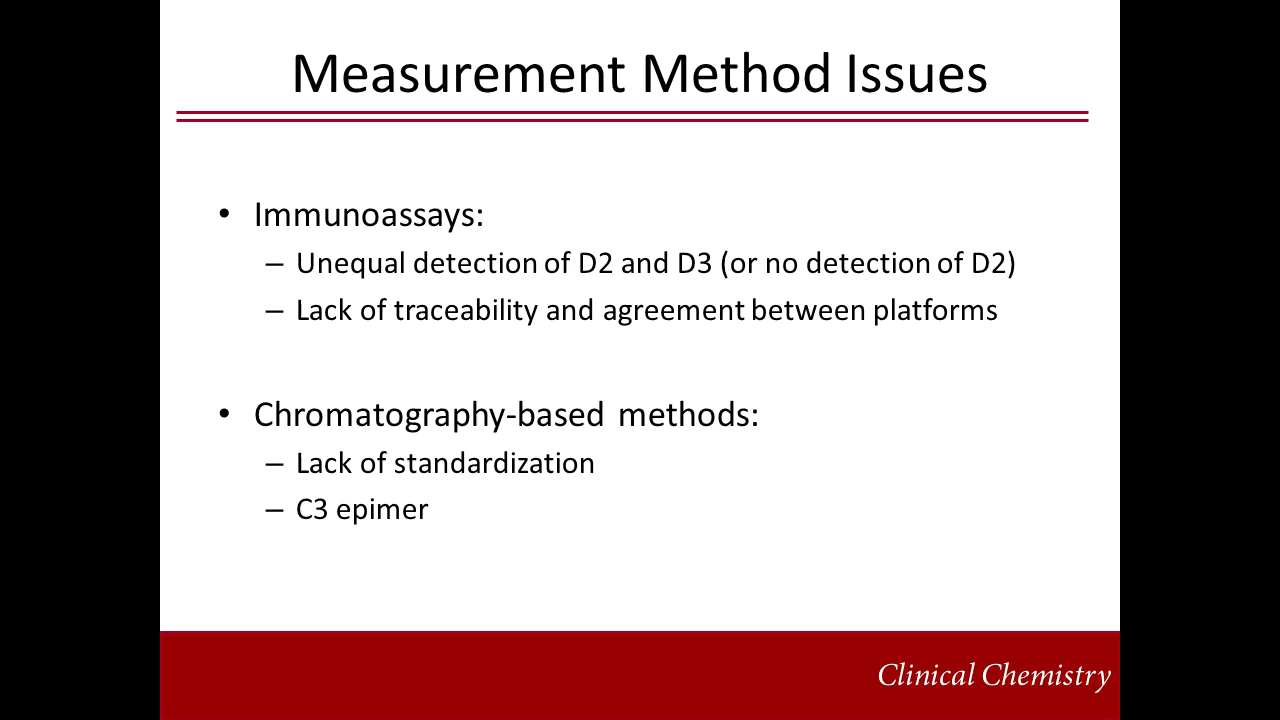 Measurement Method Issues
• Immunoassays:
– Unequal detection of D2 and D3 (or no detection of D2)
– Lack of traceability and agreement between platforms
• Chromatography-based methods:
– Lack of standardization
– C3 epimer
Clinical Chemistry